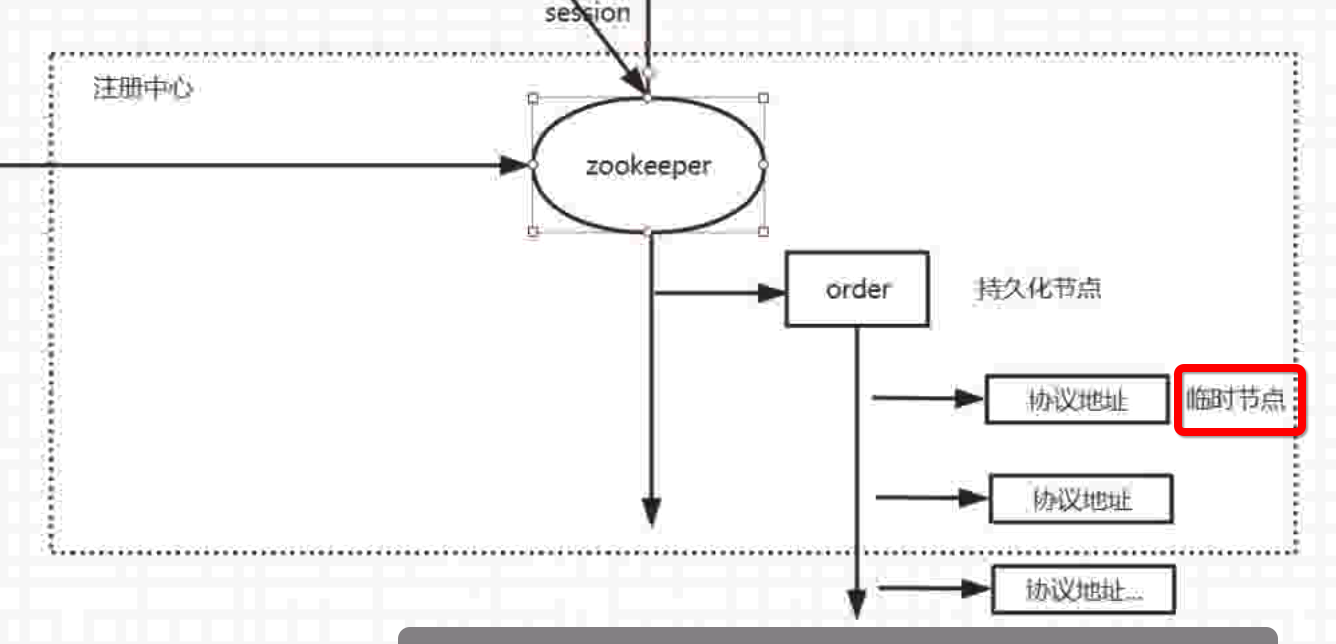 session
注册中心
zookeeper
order
持久化节点
协议地址
临时节点
协议地址
协议地址...